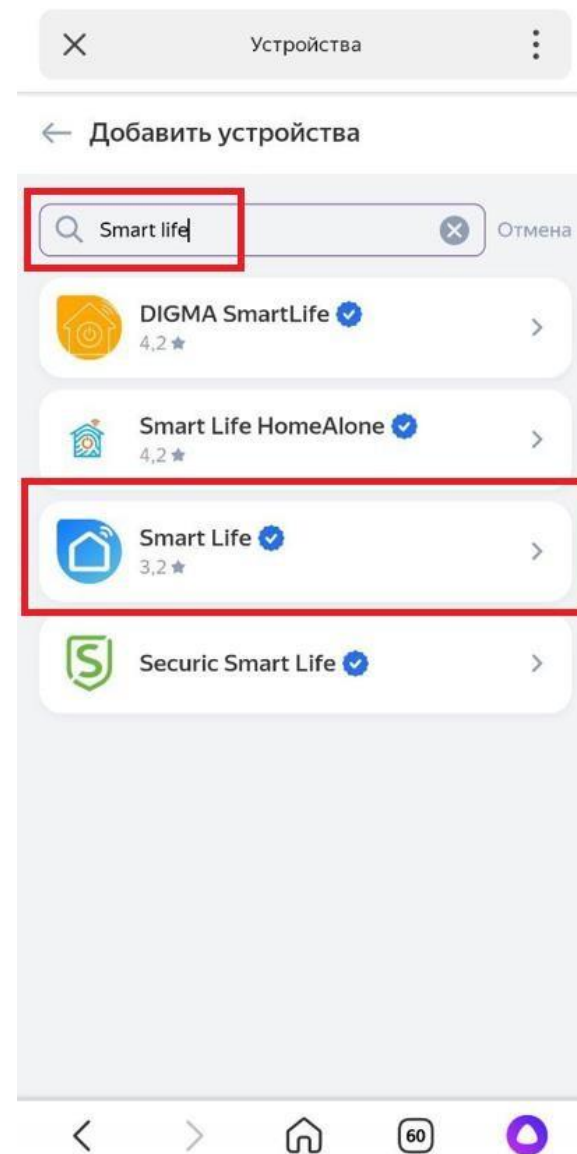 Устройства
Добавить устройства
Smart life
Отмена
DIGMA SmartLife
4,2
Smart Life HomeAlone
4,2
Smart Life
3,2
Securic Smart Life
60